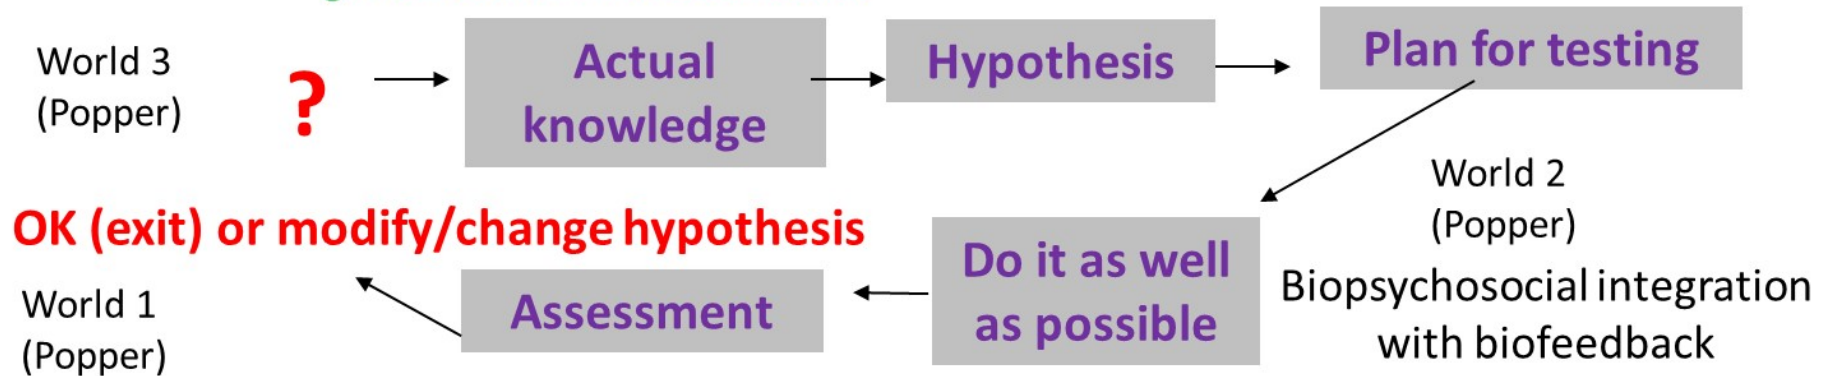 World 3
(Popper)
?
Actual
knowledge
Hypothesis
Plan for testing
World 2
(Popper)
OK (exit) or modify/change hypothesis
Do it as well
as possible
Biopsychosocial integration
with biofeedback
Assessment
World 1
(Popper)